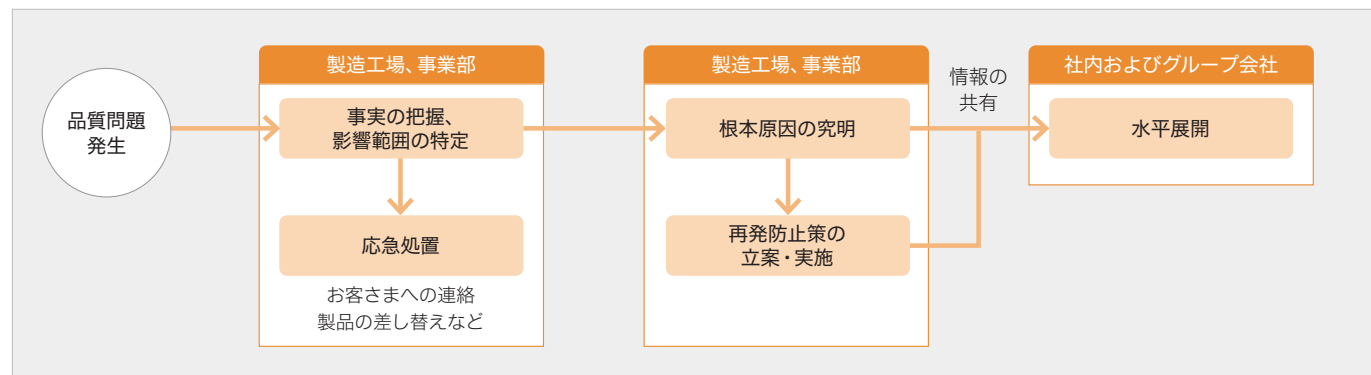 品質問題
発生
製造工場、事業部
事実の把握、
影響範囲の特定
応急処置
お客さまへの連絡
製品の差し替えなど
製造工場、事業部
根本原因の究明
再発防止策の
立案・実施
情報の
共有
社内およびグループ会社
水平展開